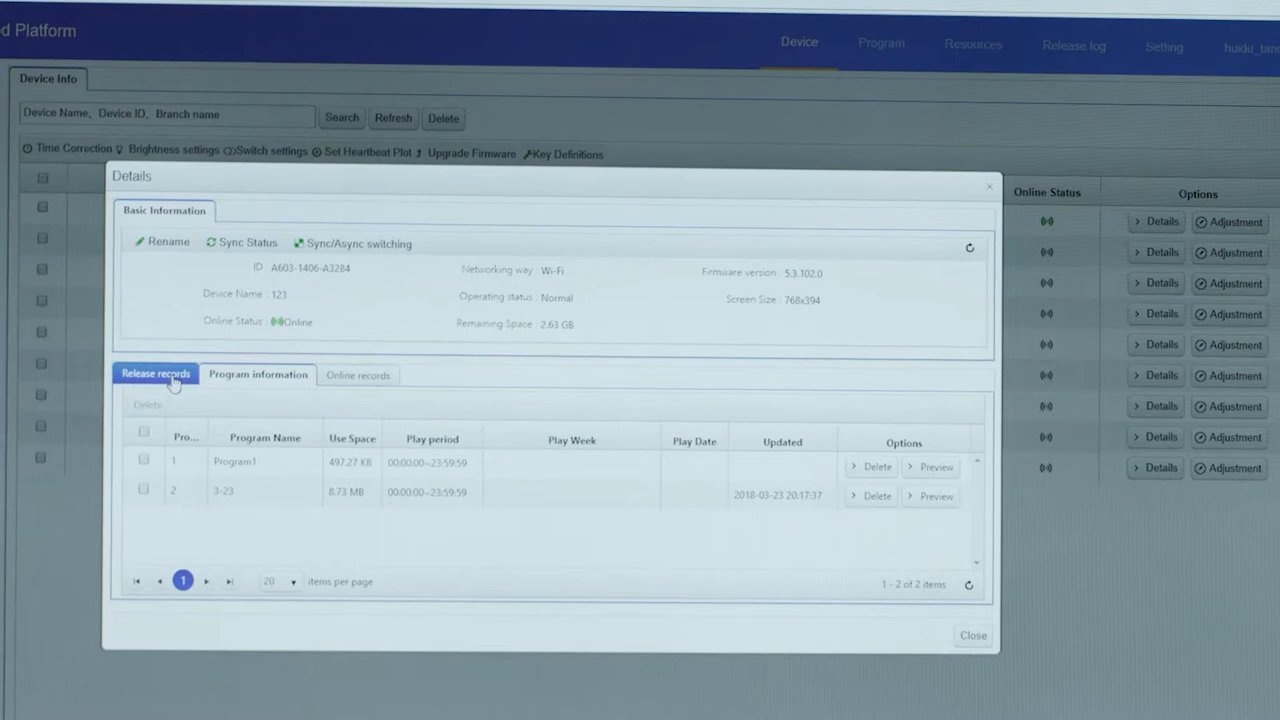 d Platform
Device Program Resources Release log Setting huidu_tang
Device Info
Device Name、Device ID、Branch name Search Refresh Delete
Time Correction Brightness settings Switch settings Set Heartbeat Plot Upgrade Firmware Key Definitions
Online Status Options
Details Adjustment
Details Adjustment
Details Adjustment
Details Adjustment
Details Adjustment
Details Adjustment
Details Adjustment
Details Adjustment
Details Adjustment
Details
Basic Information
Rename Sync Status Sync/Async switching
ID A603-1406-A3284 Networking way : Wi-Fi Firmware version : 5.3.102.0
Device Name : 123 Operating status : Normal Screen Size : 768x394
Online Status : Online Remaining Space : 2.63 GB
Release records Program information Online records
Delete
Pro... Program Name Use Space Play period Play Week Play Date Updated Options
1 Program1 497.27 KB 00:00:00~23:59:59 Delete Preview
2 3-23 8.73 MB 00:00:00~23:59:59 2018-03-23 20:17:37 Delete Preview
1 20 items per page 1 - 2 of 2 items
Close